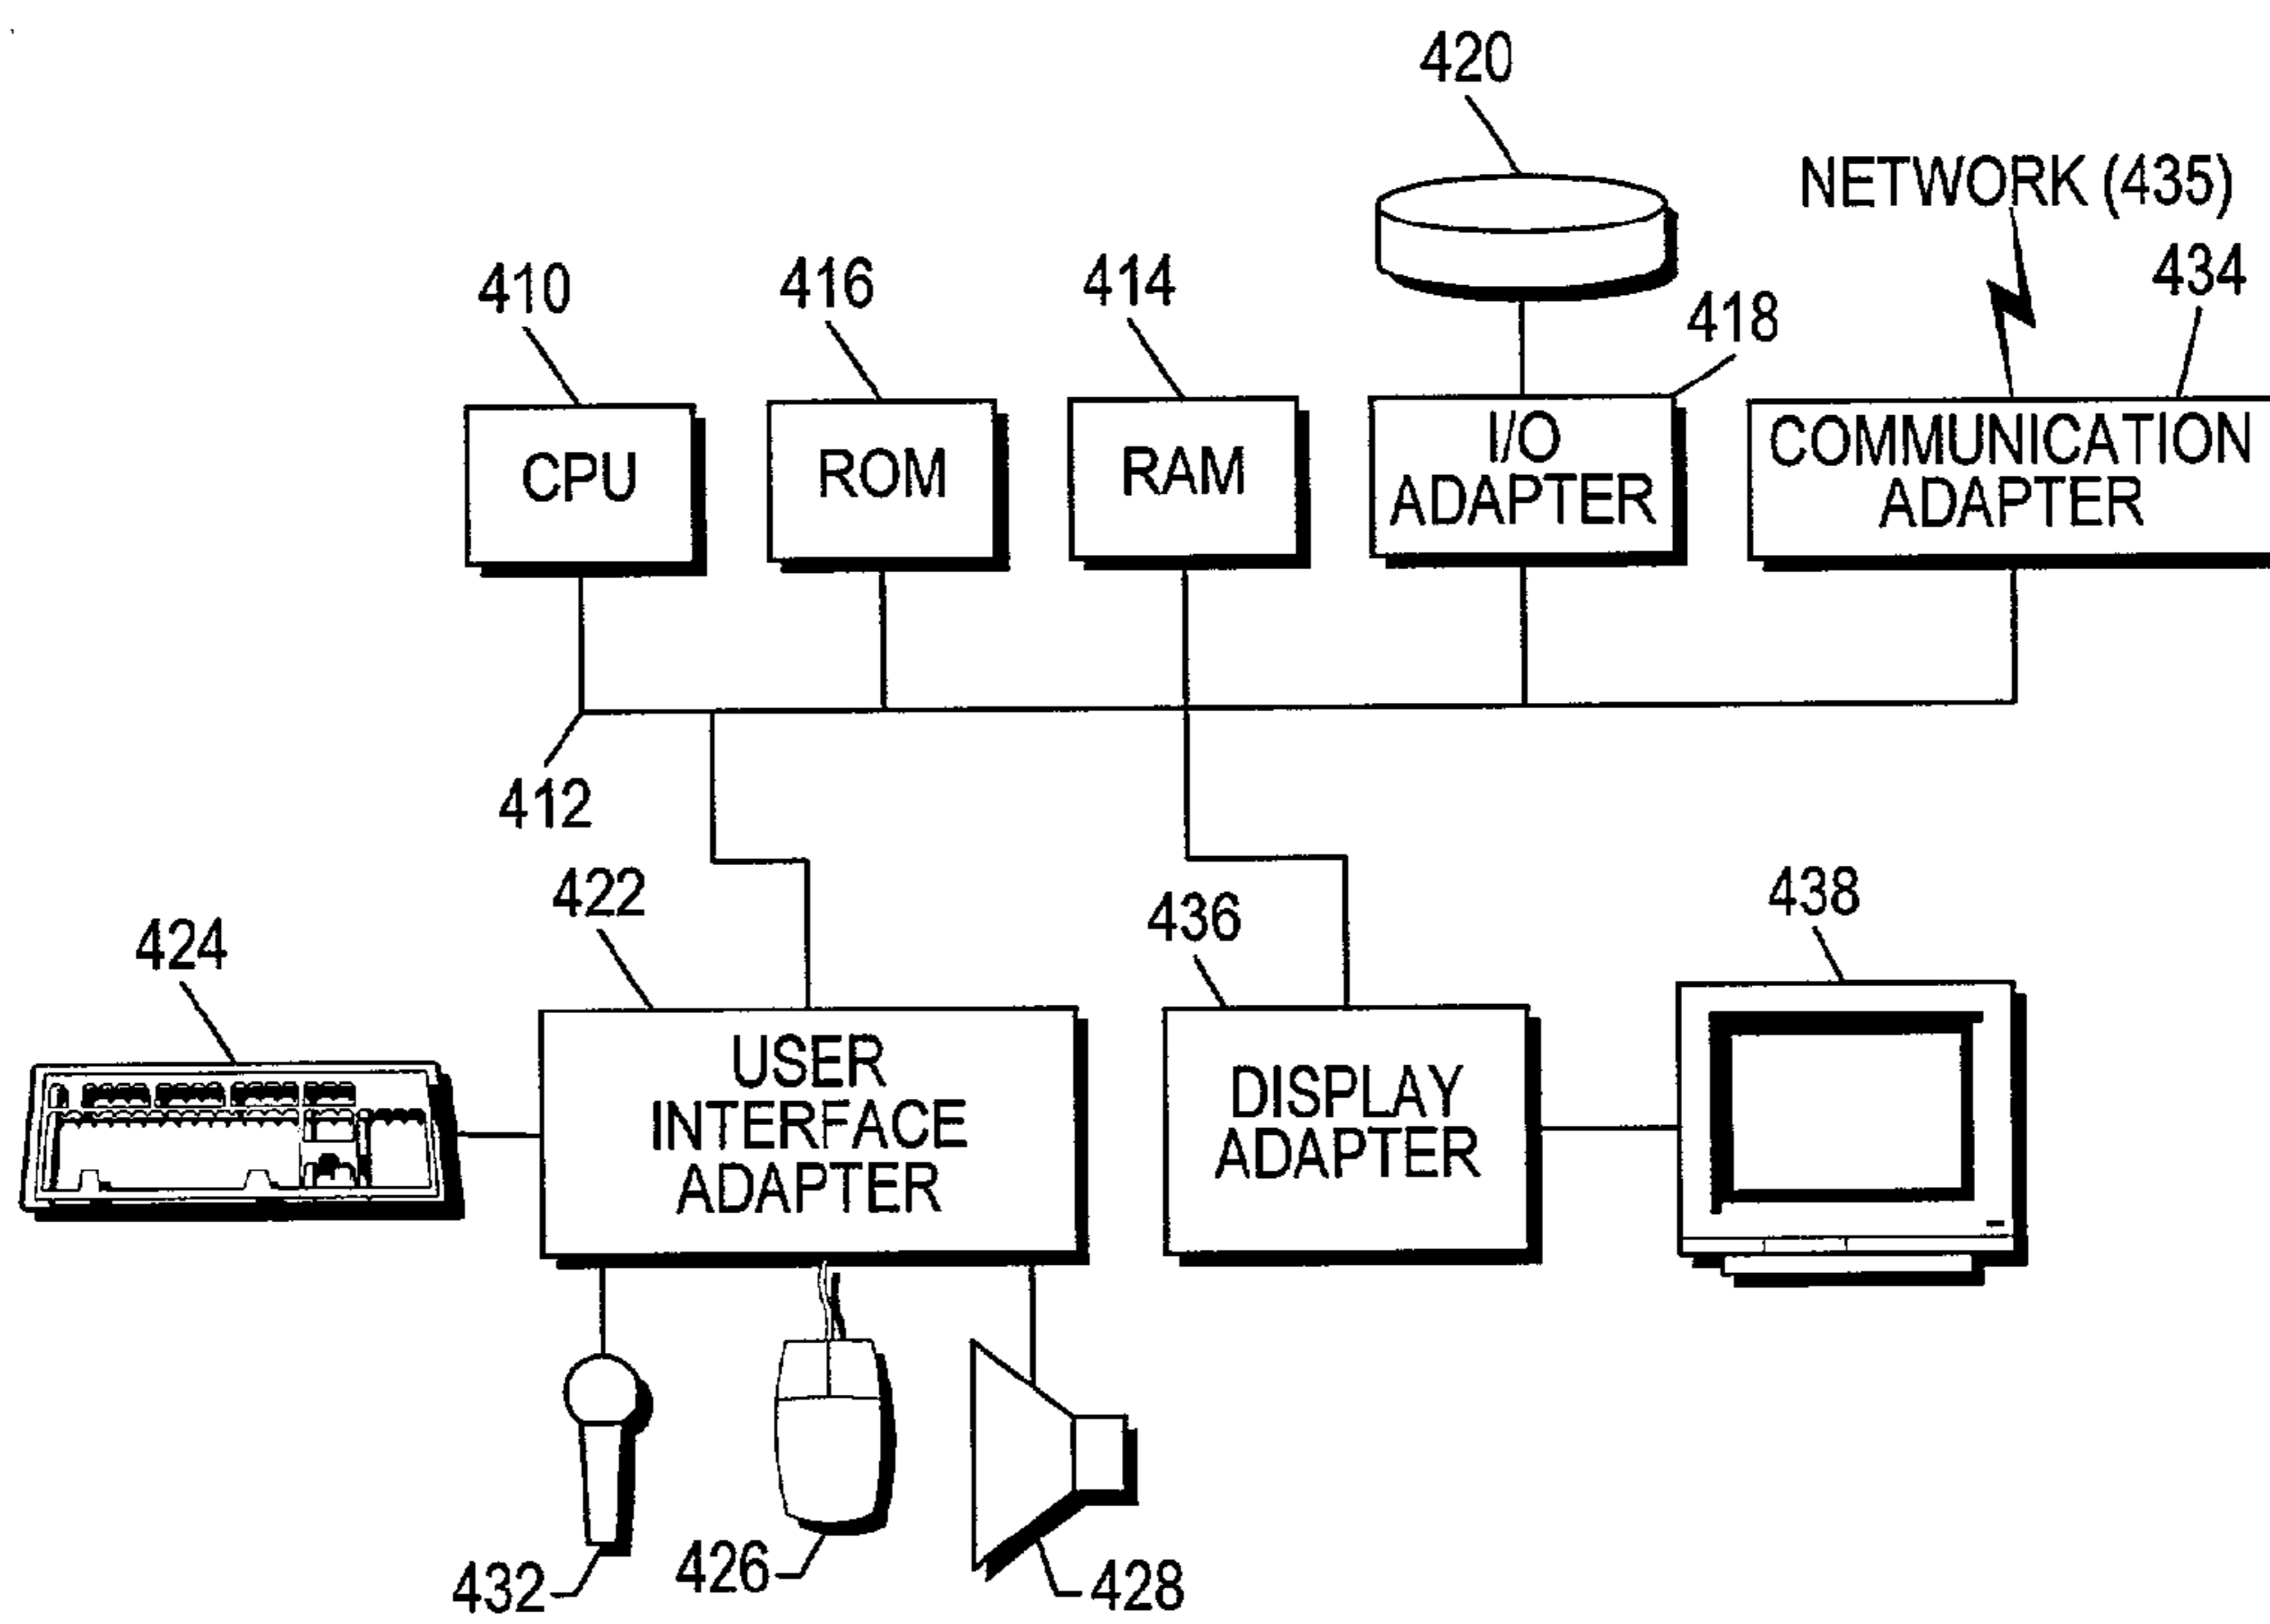 420
NETWORK (435)
434
410
416
414
418
CPU
ROM
RAM
I/O
ADAPTER
COMMUNICATION
ADAPTER
412
422
436
438
424
USER
INTERFACE
ADAPTER
DISPLAY
ADAPTER
432
426
428